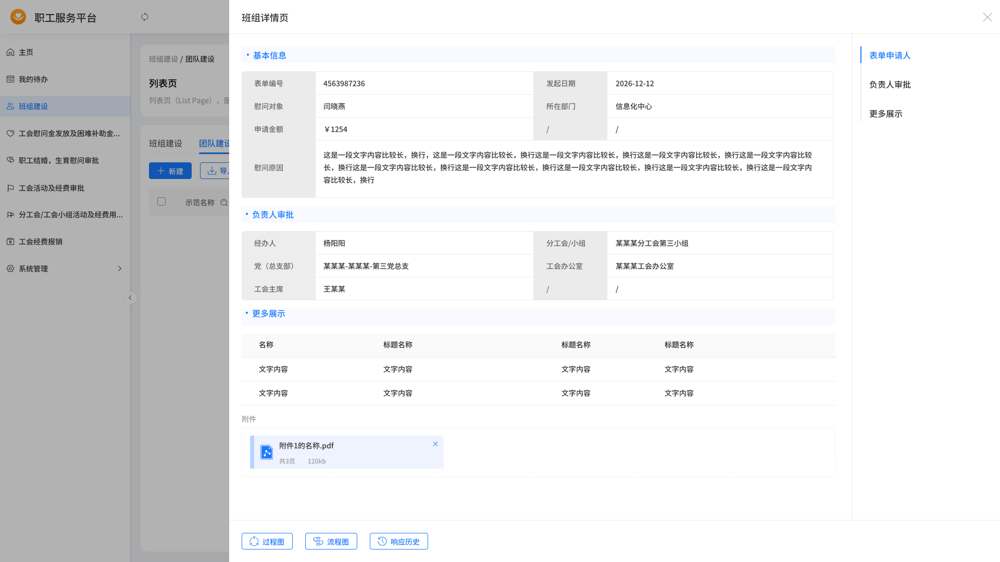 职工服务平台
主页
我的待办
班组建设
工会慰问金发放及困难补助金...
职工结婚，生育慰问审批
工会活动及经费审批
分工会/工会小组活动及经费用...
工会经费报销
系统管理
班组建设 / 团队建设
列表页
列表页（List Page），是
班组建设 团队建设
新建
示范名称
班组详情页
基本信息
表单编号 4563987236 发起日期 2026-12-12
慰问对象 闫晓燕 所在部门 信息化中心
申请金额 ￥1254 / /
慰问原因
这是一段文字内容比较长，换行，这是一段文字内容比较长，换行这是一段文字内容比较长，换行这是一段文字内容比较长，换行这是一段文字内容比较
长，换行这是一段文字内容比较长，换行这是一段文字内容比较长，换行这是一段文字内容比较长，换行这是一段文字内容比较长，换行这是一段文字内
容比较长，换行
负责人审批
经办人 杨阳阳 分工会/小组 某某某分工会第三小组
党（总支部） 某某某-某某某-第三党总支 工会办公室 某某某工会办公室
工会主席 王某某 / /
更多展示
名称 标题名称 标题名称 标题名称
文字内容 文字内容 文字内容 文字内容
文字内容 文字内容 文字内容 文字内容
附件
附件1的名称.pdf
共3页 120kb
过程图 流程图 响应历史
表单申请人
负责人审批
更多展示